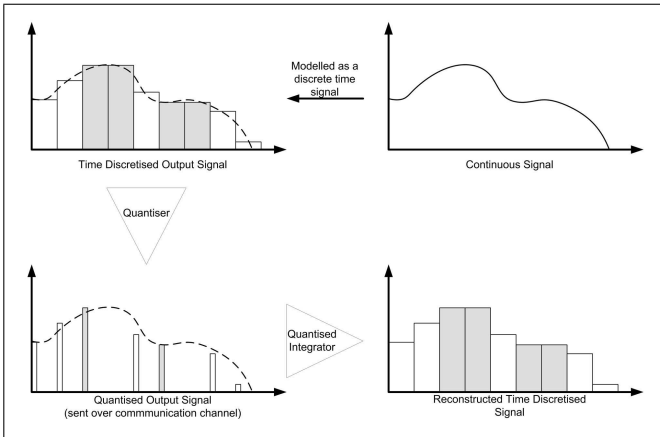 Modelled as a
discrete time
signal
Time Discretised Output Signal
Continuous Signal
Quantiser
Quantised
Integrator
Quantised Output Signal
(sent over commmunication channel)
Reconstructed Time Discretised
Signal